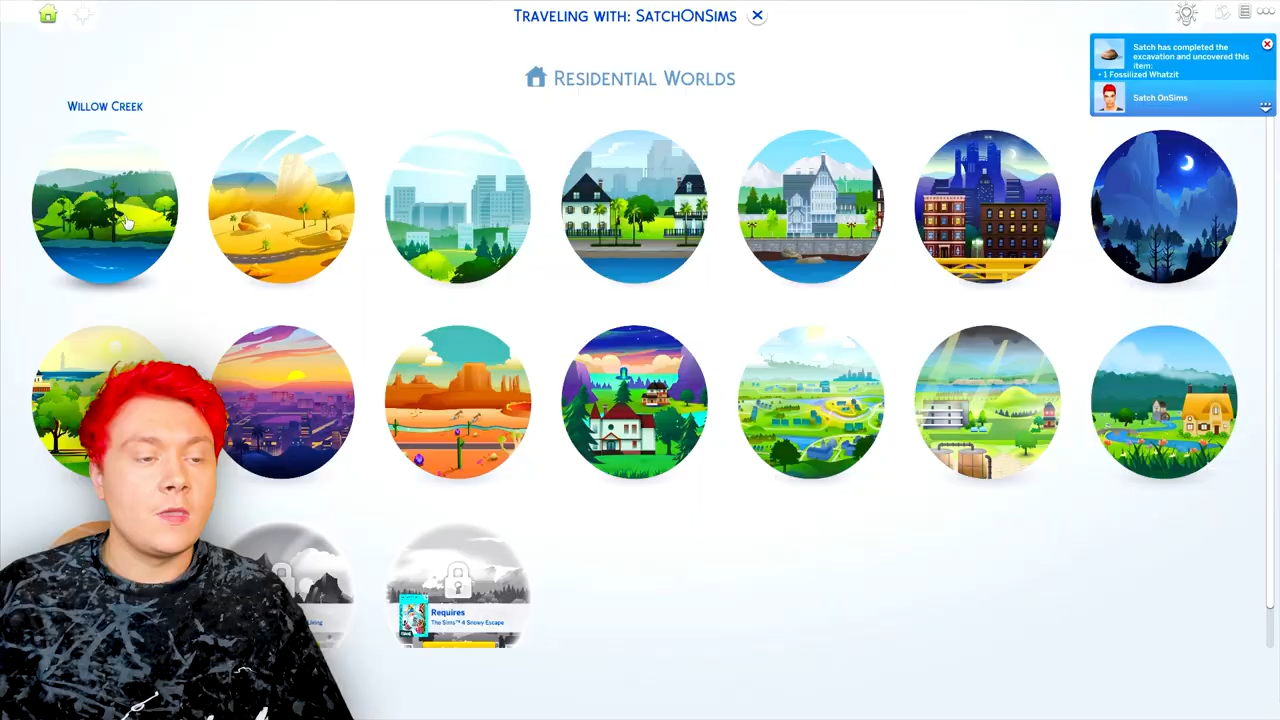 TRAVELING WITH: SATCHONSIMS
Satch has completed the
excavation and uncovered this
item:
+ 1 Fossilized Whatzit
Satch OnSims
RESIDENTIAL WORLDS
WILLOW CREEK
Requires
The Sims™ 4 Snowy Escape